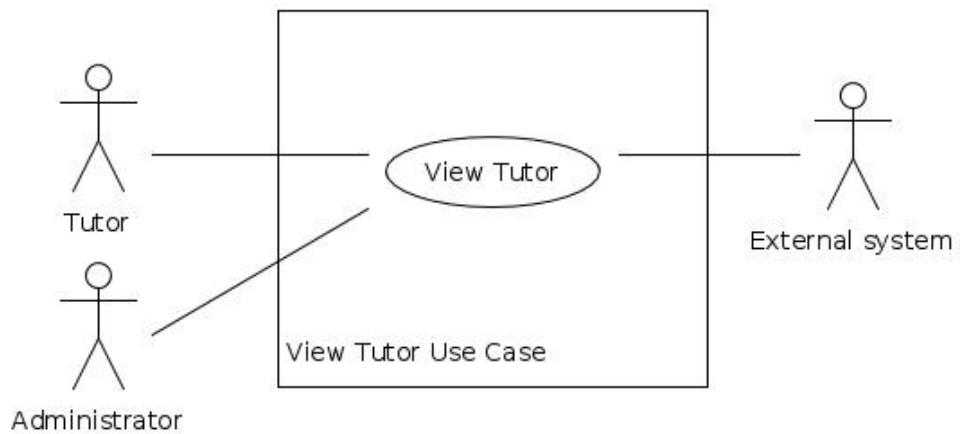 View Tutor
Tutor
External system
View Tutor Use Case
Administrator